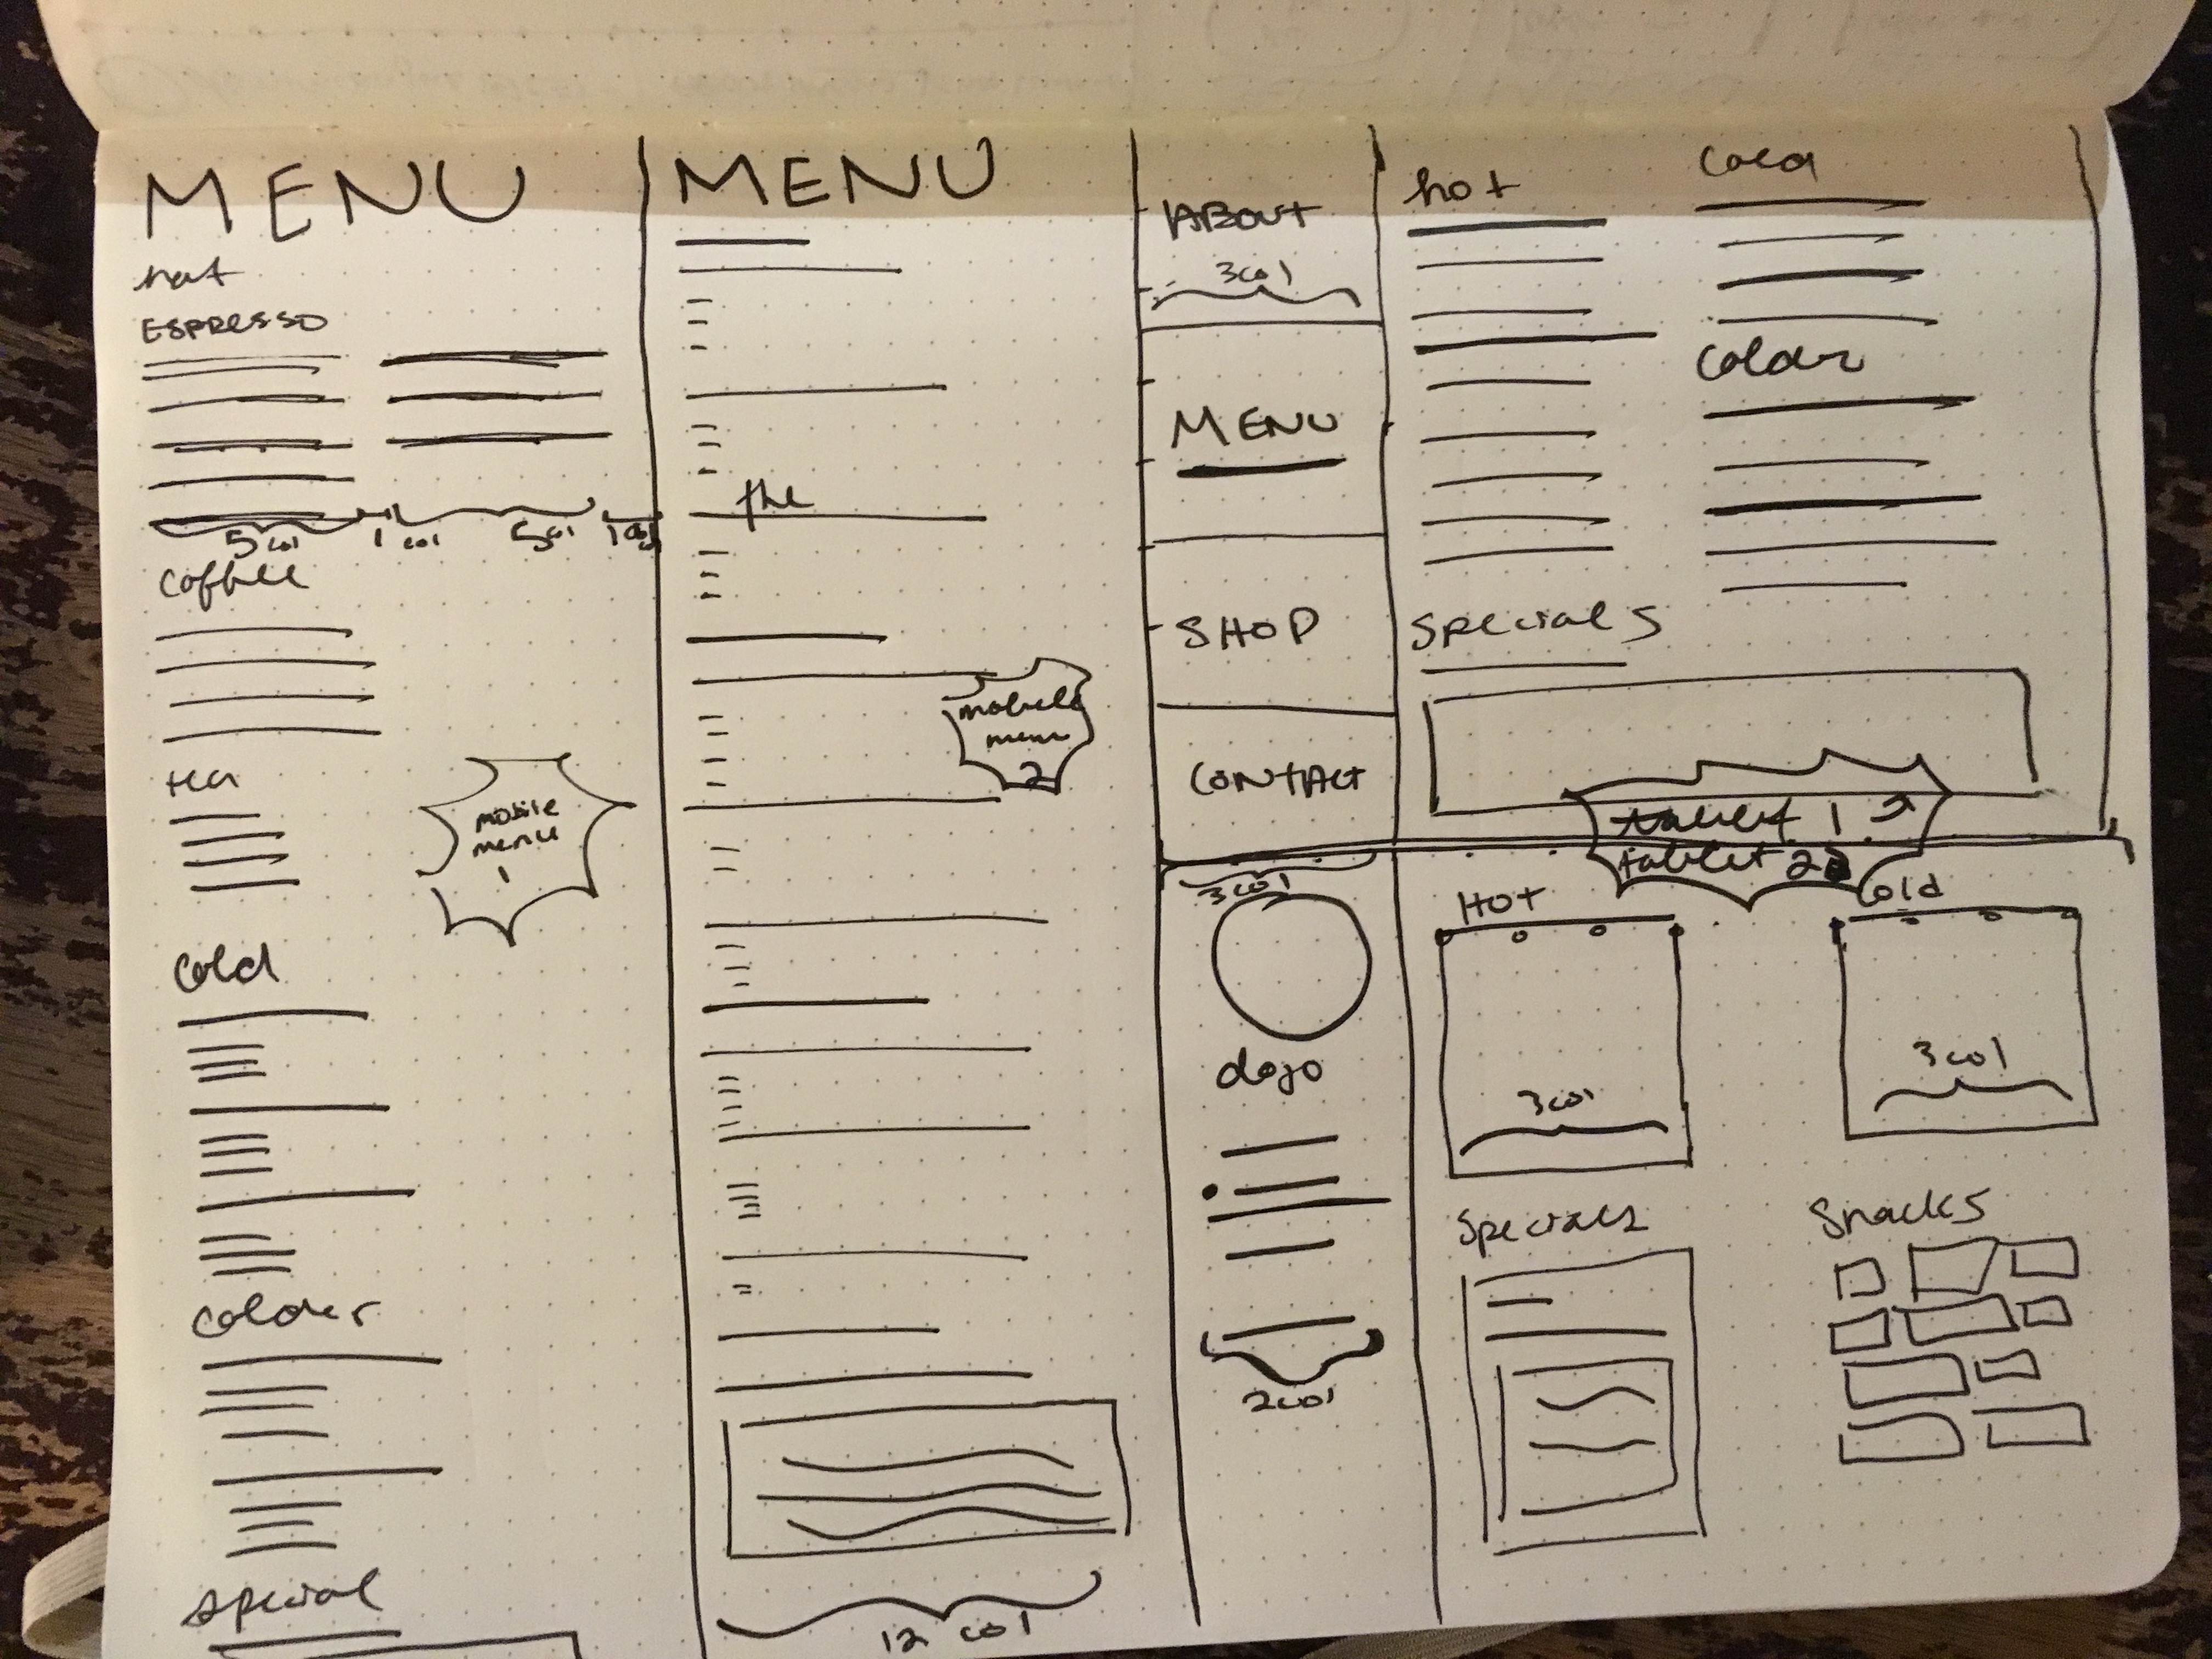 MENU
hot
ESPRESSO
5 col
1 col
5 col
1 col
coffee
tea
cold
mobile
menu
1
colder
special
MENU
the
mobile
menu
2
12 col
ABOUT
3 col
MENU
SHOP
CONTACT
hot
cold
colder
specials
tablet 1
3 col
logo
2 col
HOT
3 col
tablet 2
cold
3 col
specials
snacks